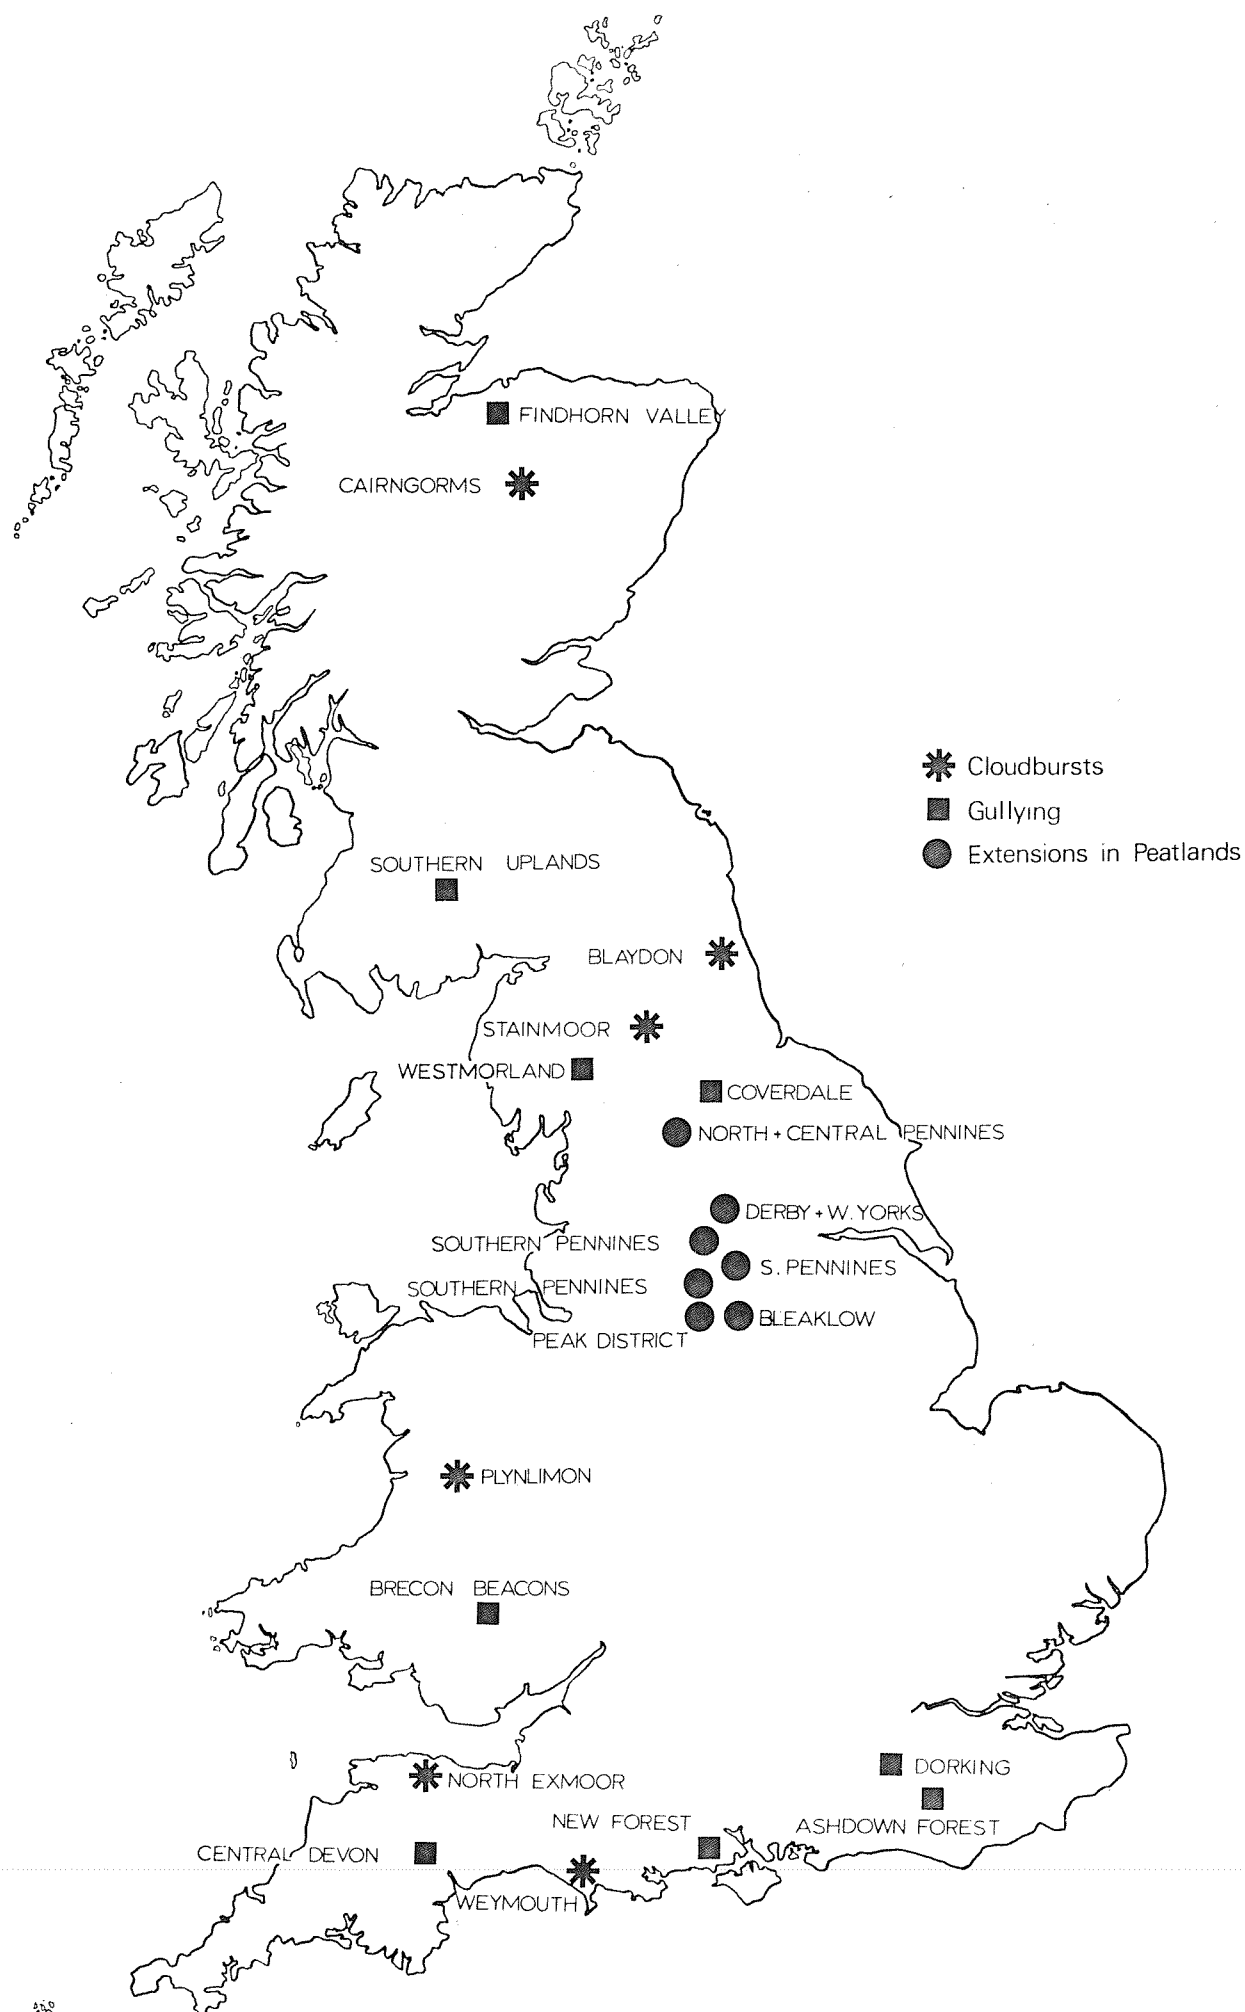 FINDHORN VALLEY
CAIRNGORMS
Cloudbursts
Gullying
Extensions in Peatlands
SOUTHERN UPLANDS
BLAYDON
STAINMOOR
WESTMORLAND
COVERDALE
NORTH + CENTRAL PENNINES
DERBY + W. YORKS
SOUTHERN PENNINES
S. PENNINES
SOUTHERN PENNINES
BLEAKLOW
PEAK DISTRICT
PLYNLIMON
BRECON BEACONS
DORKING
NORTH EXMOOR
NEW FOREST
ASHDOWN FOREST
CENTRAL DEVON
WEYMOUTH